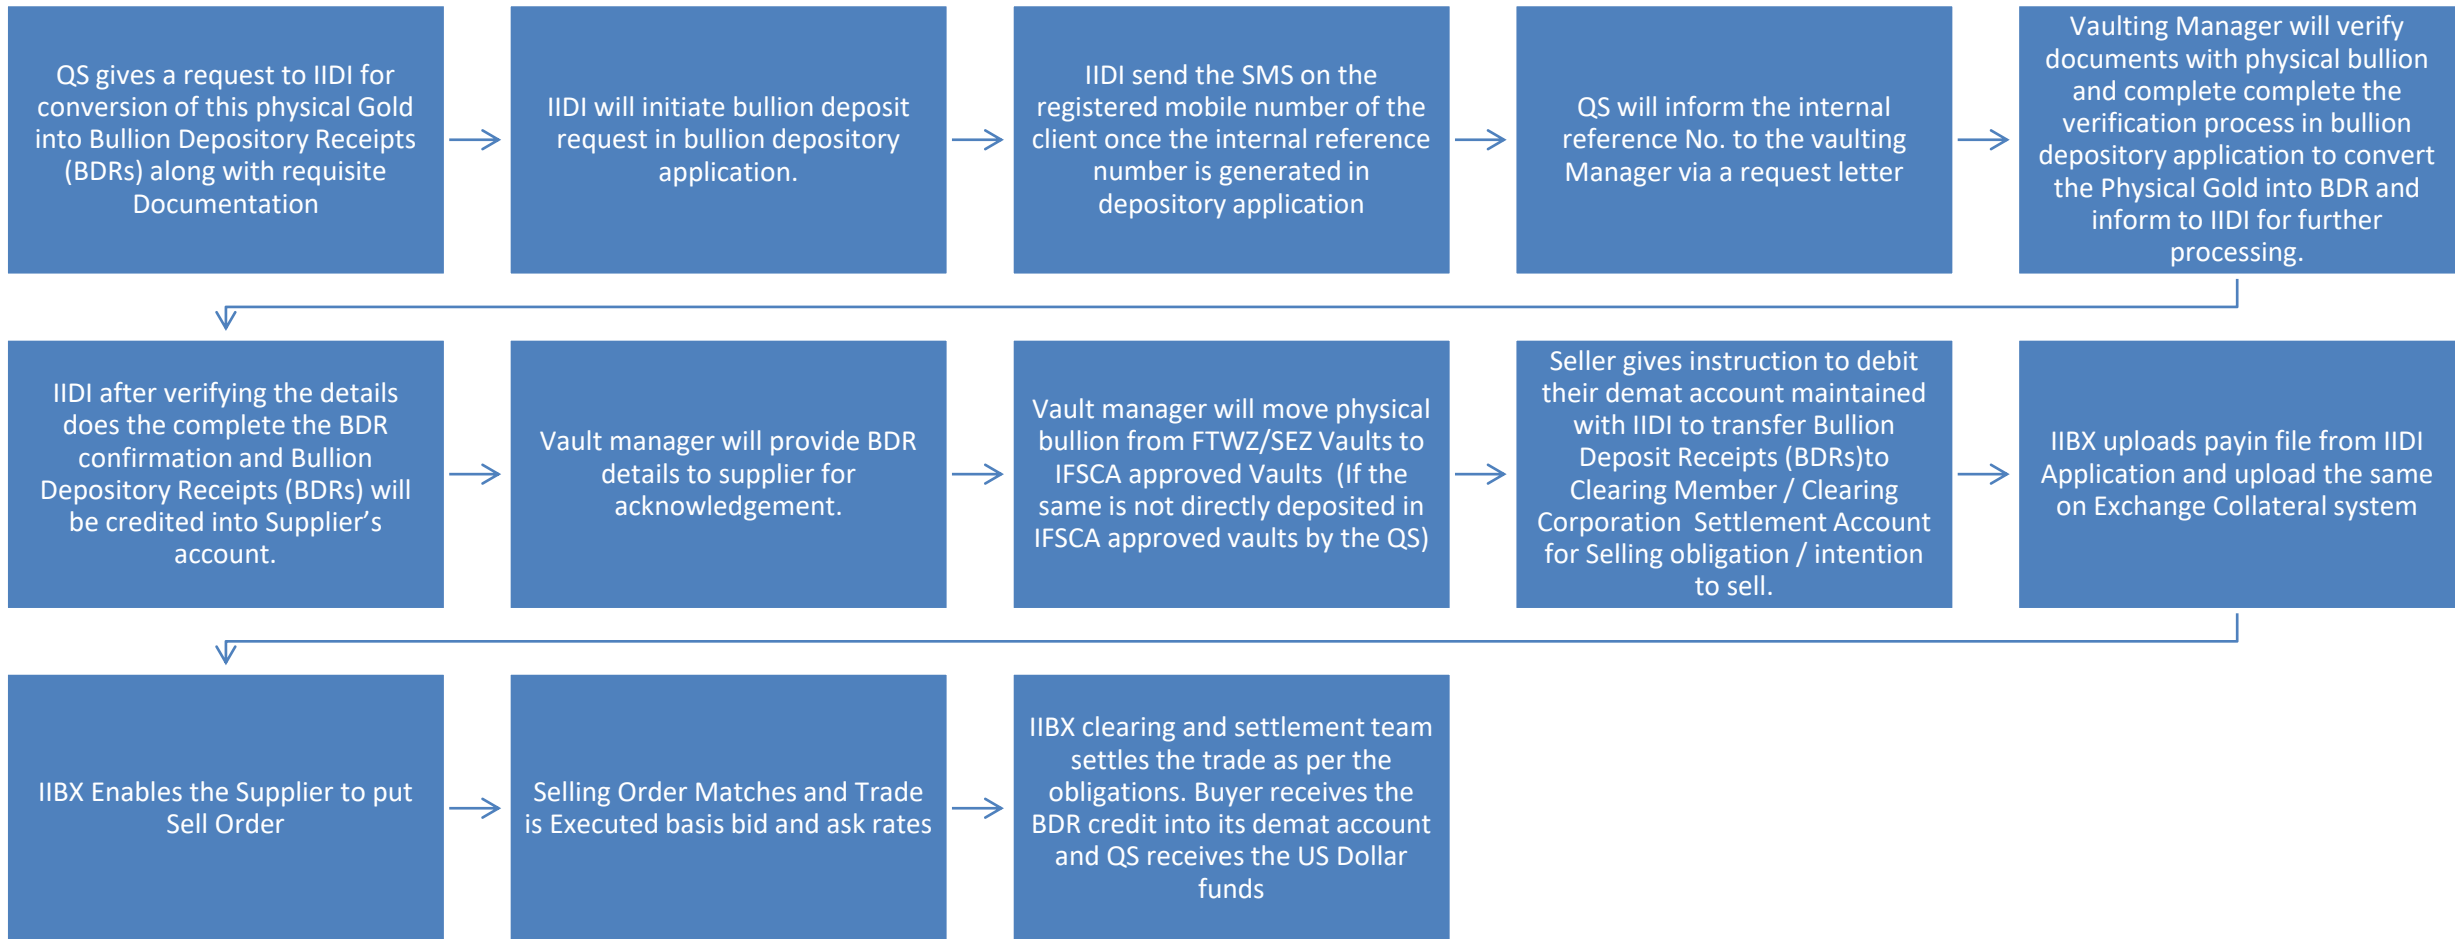 QS gives a request to IIDI for
conversion of this physical Gold
into Bullion Depository Receipts
(BDRs) along with requisite
Documentation
IIDI will initiate bullion deposit
request in bullion depository
application.
IIDI send the SMS on the
registered mobile number of the
client once the internal reference
number is generated in
depository application
QS will inform the internal
reference No. to the vaulting
Manager via a request letter
Vaulting Manager will verify
documents with physical bullion
and complete complete the
verification process in bullion
depository application to convert
the Physical Gold into BDR and
inform to IIDI for further
processing.
IIDI after verifying the details
does the complete the BDR
confirmation and Bullion
Depository Receipts (BDRs) will
be credited into Supplier’s
account.
Vault manager will provide BDR
details to supplier for
acknowledgement.
Vault manager will move physical
bullion from FTWZ/SEZ Vaults to
IFSCA approved Vaults  (If the
same is not directly deposited in
IFSCA approved vaults by the QS)
Seller gives instruction to debit
their demat account maintained
with IIDI to transfer Bullion
Deposit Receipts (BDRs)to
Clearing Member / Clearing
Corporation  Settlement Account
for Selling obligation / intention
to sell.
IIBX uploads payin file from IIDI
Application and upload the same
on Exchange Collateral system
IIBX Enables the Supplier to put
Sell Order
Selling Order Matches and Trade
is Executed basis bid and ask rates
IIBX clearing and settlement team
settles the trade as per the
obligations. Buyer receives the
BDR credit into its demat account
and QS receives the US Dollar
funds